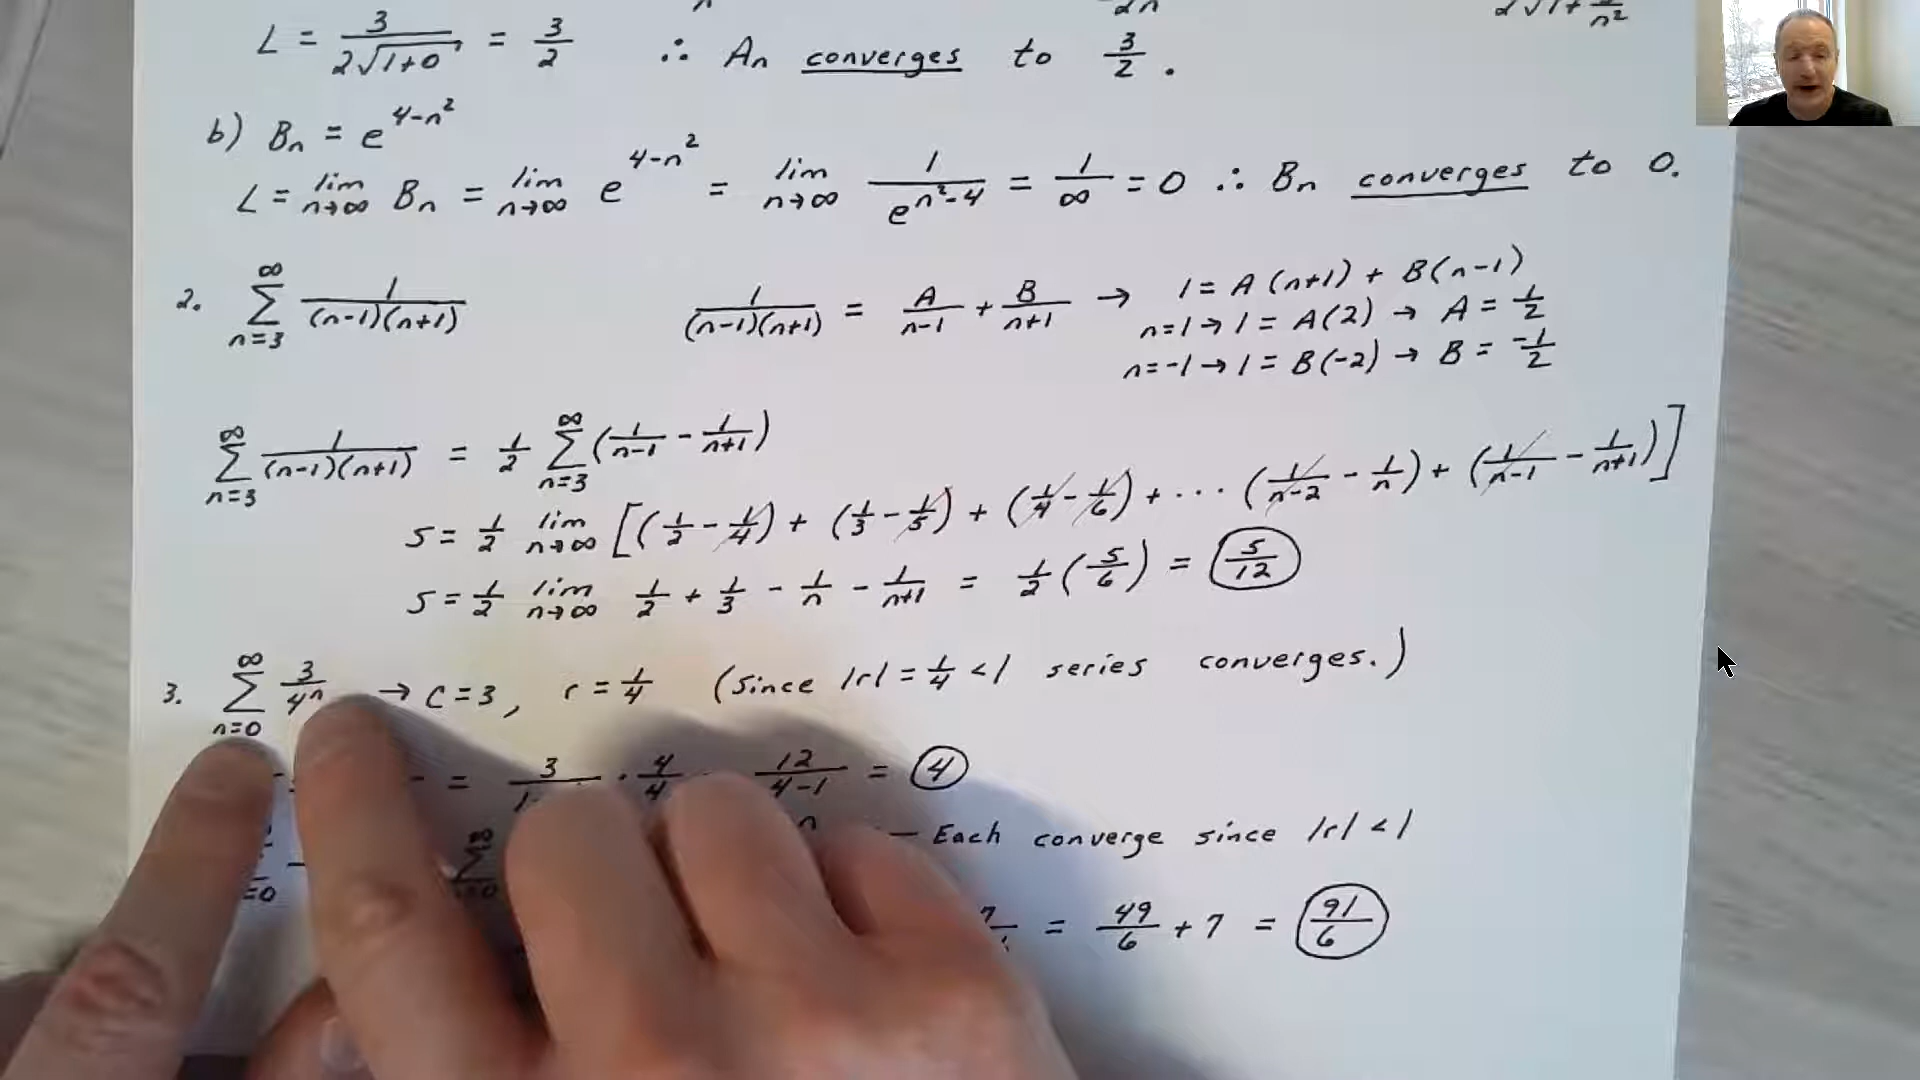 L = 3/(2√(1+0)) = 3/2 ∴ An converges to 3/2.
b) Bn = e^(4-n²)
L = lim n→∞ Bn = lim n→∞ e^(4-n²) = lim n→∞ 1/e^(n²-4) = 1/∞ = 0 ∴ Bn converges to 0.
2. ∞ Σ n=3 1/((n-1)(n+1)) 1/((n-1)(n+1)) = A/(n-1) + B/(n+1) → 1 = A(n+1) + B(n-1)
n=1 → 1 = A(2) → A = 1/2
n=-1 → 1 = B(-2) → B = -1/2
∞ Σ n=3 1/((n-1)(n+1)) = 1/2 ∞ Σ n=3 (1/(n-1) - 1/(n+1))
S = 1/2 lim n→∞ [(1/2 - 1/4) + (1/3 - 1/5) + (1/4 - 1/6) + ··· (1/(n-2) - 1/n) + (1/(n-1) - 1/(n+1))]
S = 1/2 lim n→∞ 1/2 + 1/3 - 1/n - 1/(n+1) = 1/2 (5/6) = 5/12
3. ∞ Σ n=0 3/4^n → C = 3, r = 1/4 (Since |r| = 1/4 < 1 series converges.)
= 3/1 · 4/4 12/(4-1) = 4
=0 ∞ Σ n — Each converge since |r| < 1
7 = 49/6 + 7 = 91/6